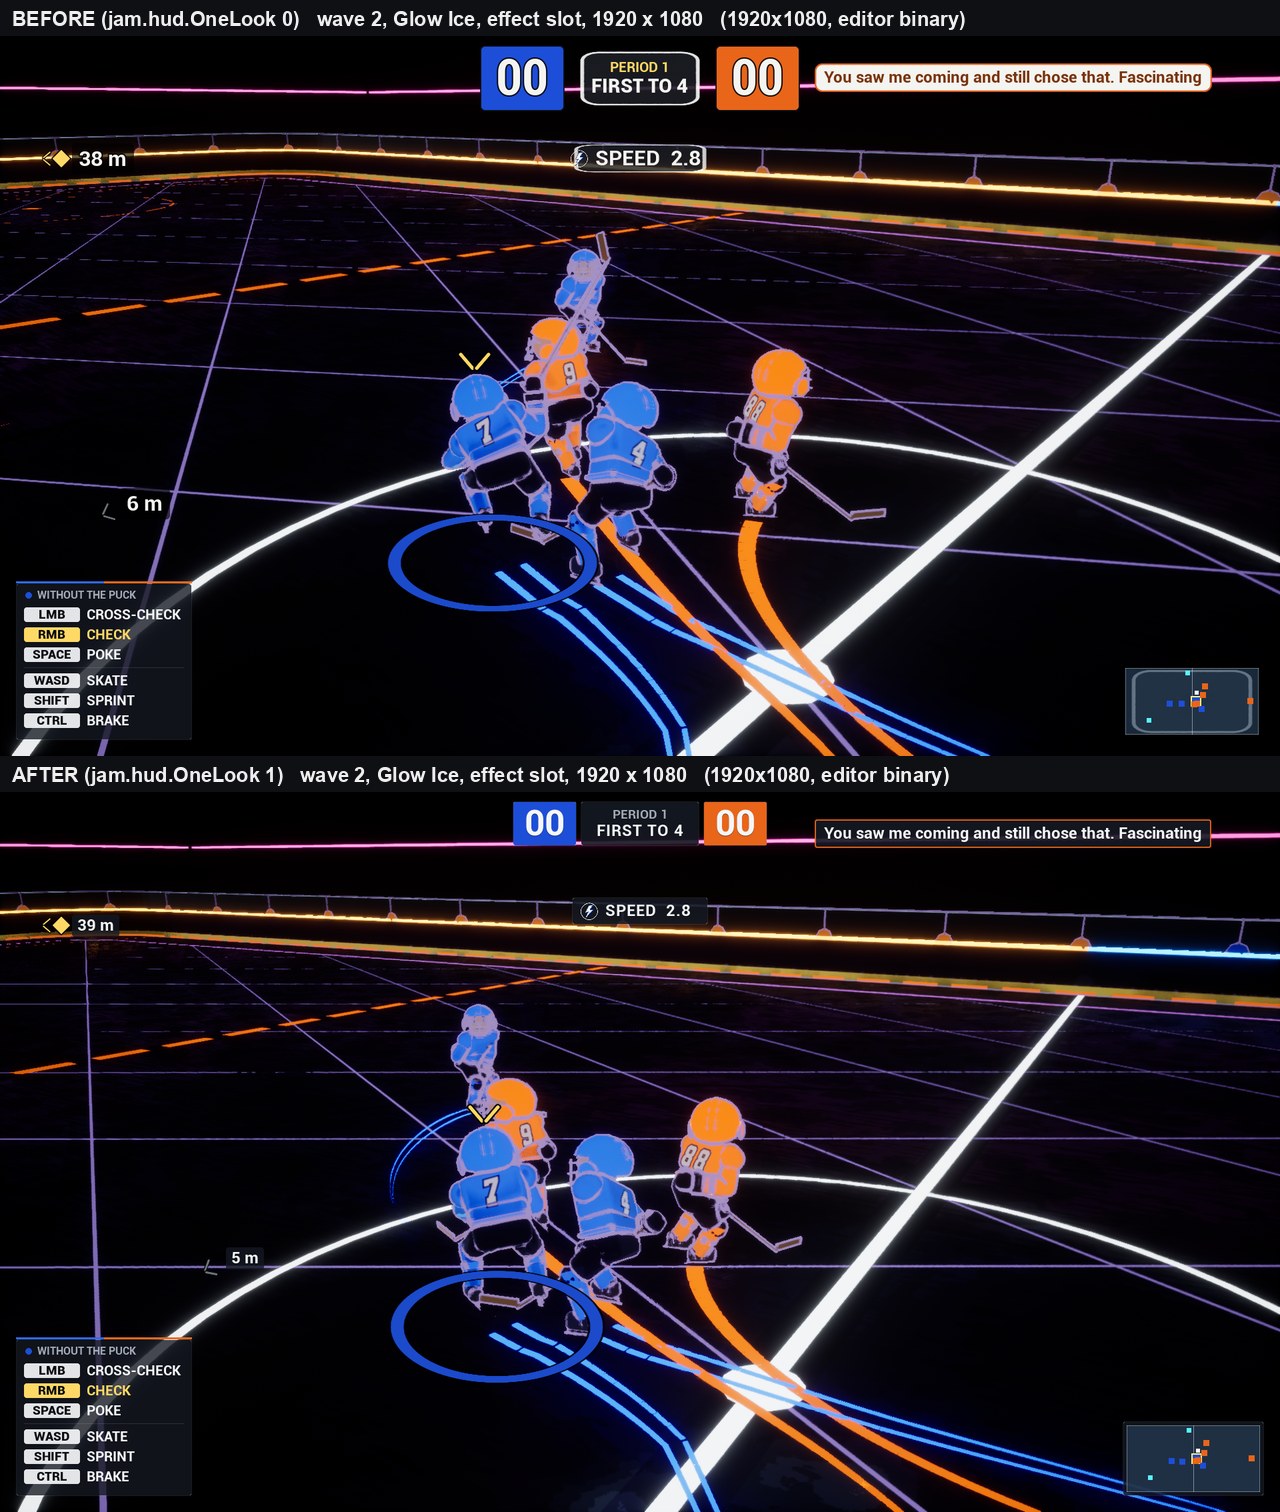 BEFORE (jam.hud.OneLook 0) wave 2, Glow Ice, effect slot, 1920 x 1080 (1920x1080, editor binary)
00
PERIOD 1
FIRST TO 4
00
You saw me coming and still chose that. Fascinating
38 m
SPEED 2.8
9
7
4
88
6 m
WITHOUT THE PUCK
LMB CROSS-CHECK
RMB CHECK
SPACE POKE
WASD SKATE
SHIFT SPRINT
CTRL BRAKE
AFTER (jam.hud.OneLook 1) wave 2, Glow Ice, effect slot, 1920 x 1080 (1920x1080, editor binary)
00
PERIOD 1
FIRST TO 4
00
You saw me coming and still chose that. Fascinating
39 m
SPEED 2.8
9
7
4
88
5 m
WITHOUT THE PUCK
LMB CROSS-CHECK
RMB CHECK
SPACE POKE
WASD SKATE
SHIFT SPRINT
CTRL BRAKE